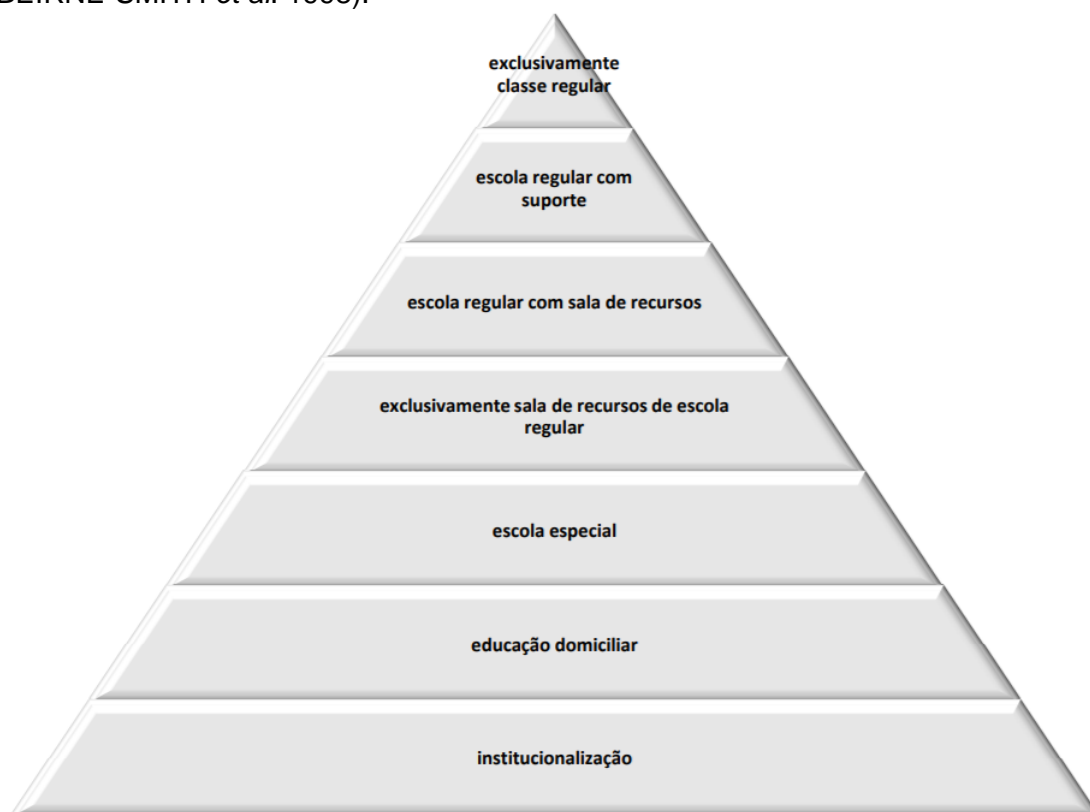 exclusivamente
classe regular
escola regular com
suporte
escola regular com sala de recursos
exclusivamente sala de recursos de escola
regular
escola especial
educação domiciliar
institucionalização